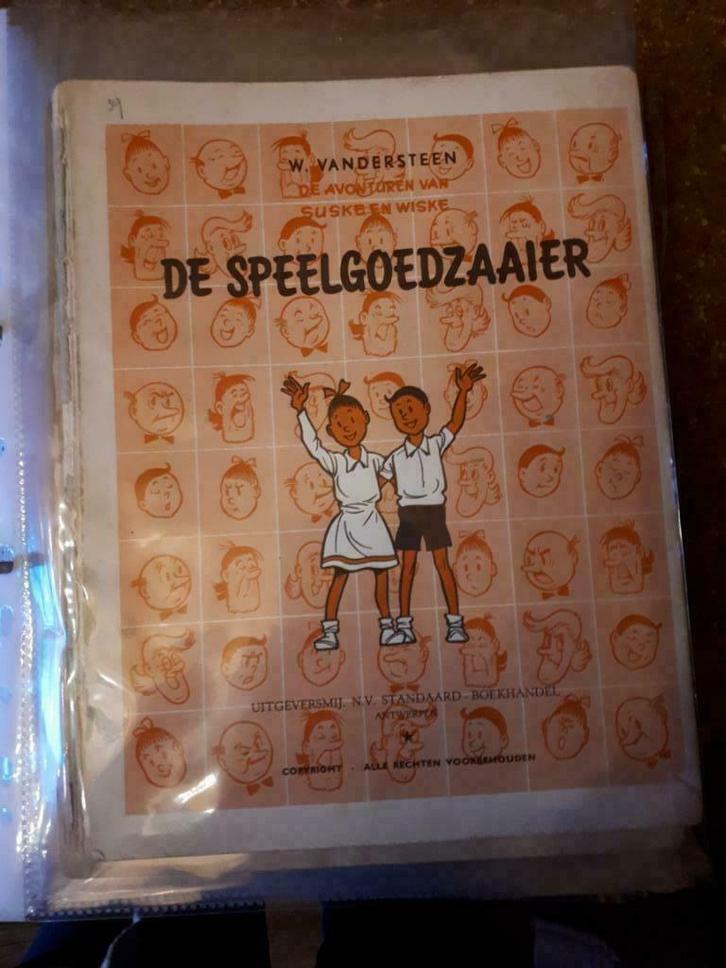 39
W. VANDERSTEEN
DE AVONTUREN VAN
SUSKE EN WISKE
DE SPEELGOEDZAAIER
UITGEVERSMIJ. N.V. STANDAARD-BOEKHANDEL
ANTWERPEN
COPYRIGHT - ALLE RECHTEN VOORBEHOUDEN